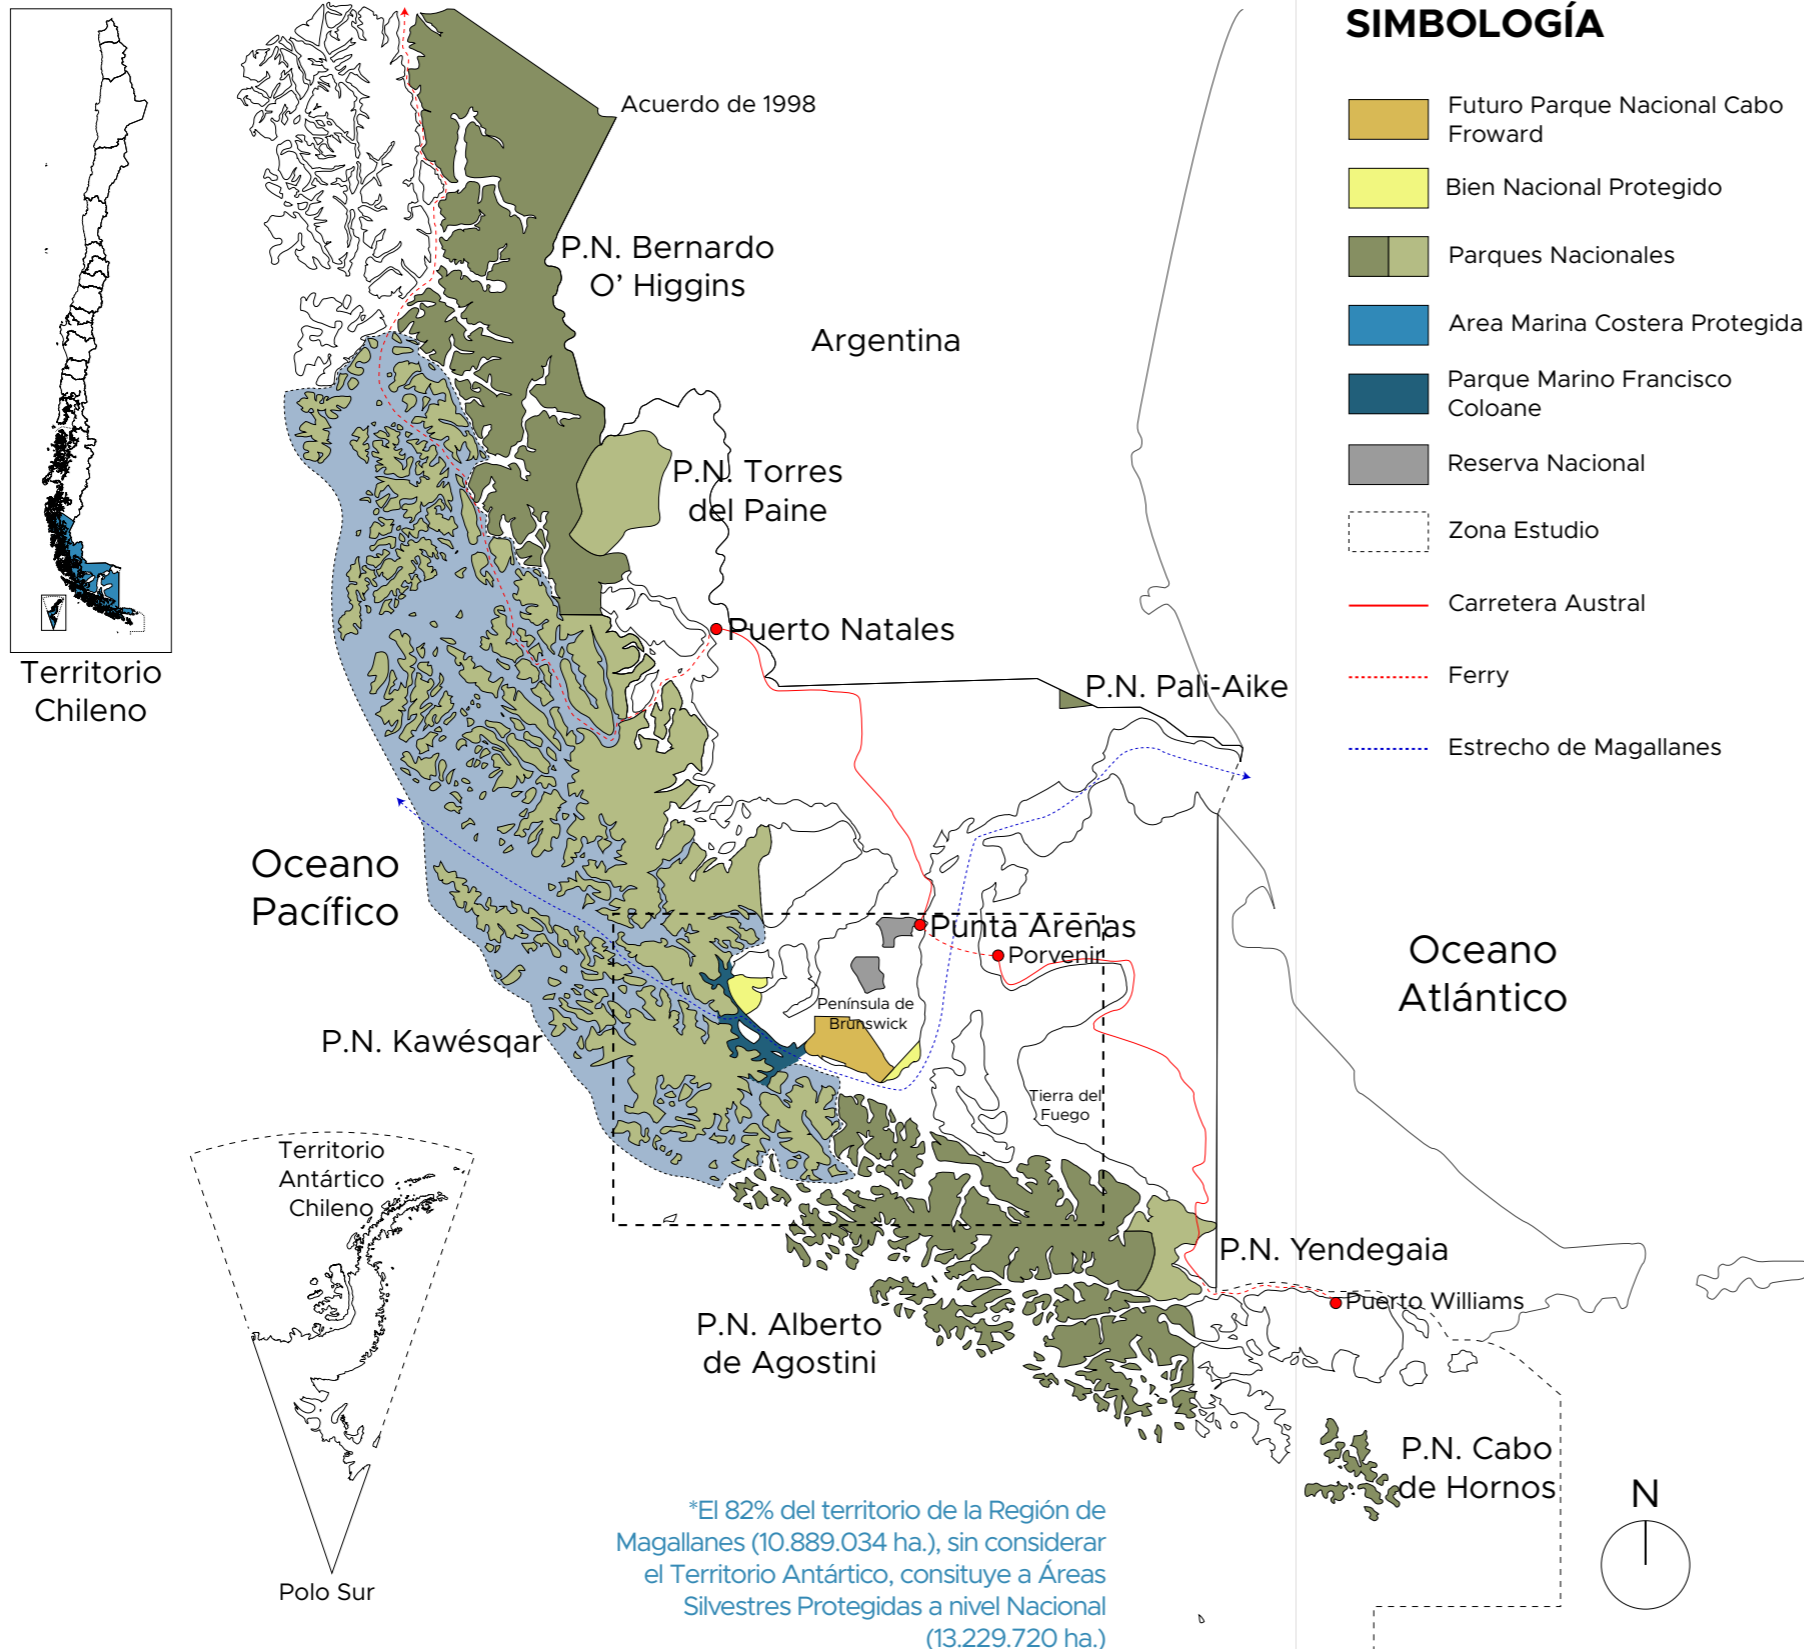 SIMBOLOGÍA
Futuro Parque Nacional Cabo
Froward
Bien Nacional Protegido
Parques Nacionales
Area Marina Costera Protegida
Parque Marino Francisco
Coloane
Reserva Nacional
Zona Estudio
Carretera Austral
Ferry
Estrecho de Magallanes
Acuerdo de 1998
P.N. Bernardo
O' Higgins
Argentina
P.N. Torres
del Paine
Puerto Natales
Territorio
Chileno
P.N. Pali-Aike
Oceano
Pacífico
Punta Arenas
Porvenir
Península de
Brunswick
Oceano
Atlántico
P.N. Kawésqar
Tierra del
Fuego
Territorio
Antártico
Chileno
P.N. Yendegaia
Puerto Williams
P.N. Alberto
de Agostini
P.N. Cabo
de Hornos
N
Polo Sur
*El 82% del territorio de la Región de
Magallanes (10.889.034 ha.), sin considerar
el Territorio Antártico, consituye a Áreas
Silvestres Protegidas a nivel Nacional
(13.229.720 ha.)